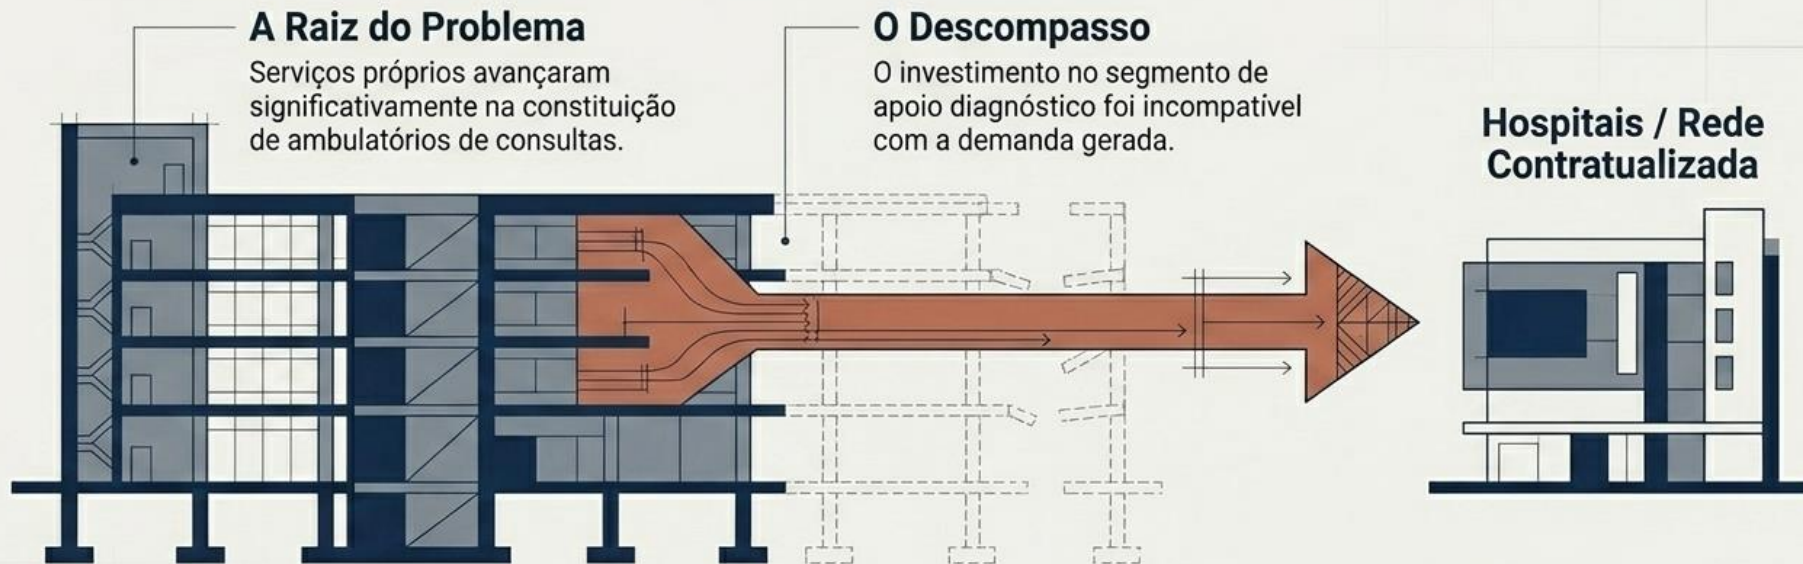 A Raiz do Problema
Serviços próprios avançaram
significativamente na constituição
de ambulatórios de consultas.
O Descompasso
O investimento no segmento de
apoio diagnóstico foi incompatível
com a demanda gerada.
Hospitais / Rede
Contratualizada